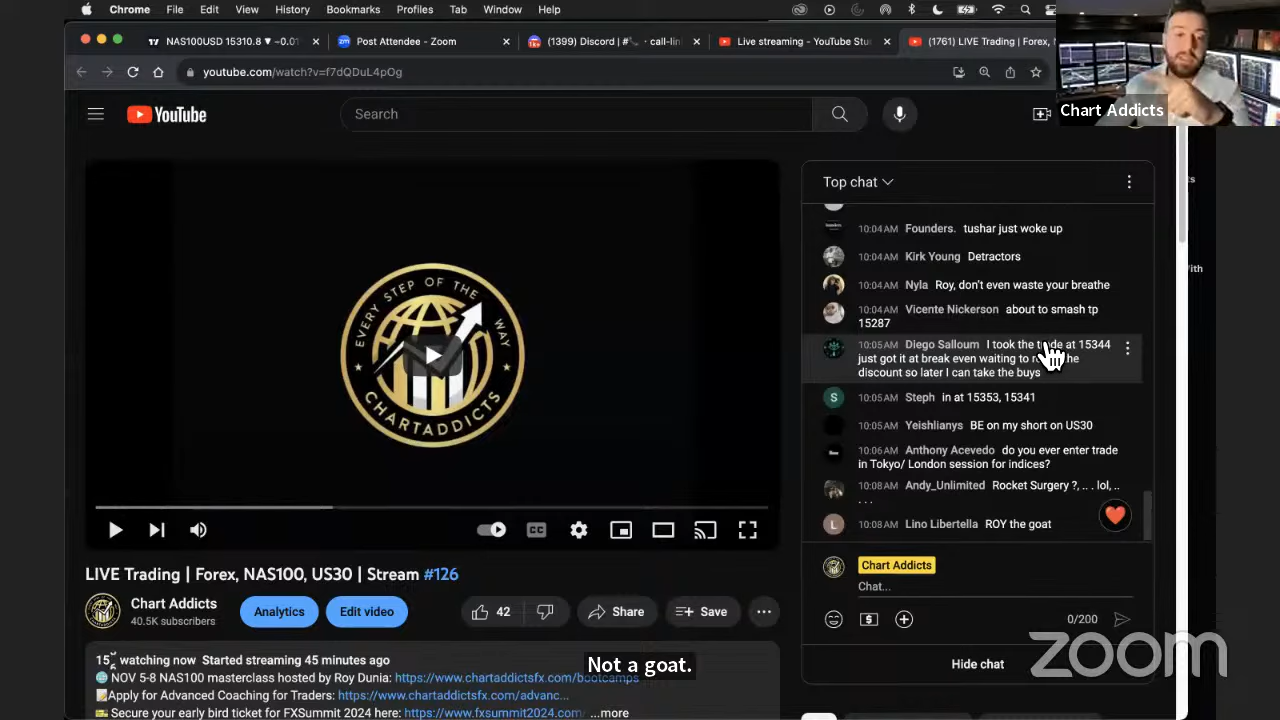 Chrome File Edit View History Bookmarks Profiles Tab Window Help
NAS100USD 15310.8 ▼ −0.01
Post Attendee - Zoom
(1399) Discord | # call-lin
Live streaming - YouTube Stu
(1761) LIVE Trading | Forex, N
youtube.com/watch?v=f7dQDuL4pOg
Chart Addicts
YouTube
Search
EVERY STEP OF THE WAY
CHARTADDICTS
Top chat
10:04 AM Founders. tushar just woke up
10:04 AM Kirk Young Detractors
10:04 AM Nyla Roy, don't even waste your breathe
10:04 AM Vicente Nickerson about to smash tp
15287
10:05 AM Diego Salloum I took the trade at 15344
just got it at break even waiting to the
discount so later I can take the buys
S
10:05 AM Steph in at 15353, 15341
10:05 AM Yeishlianys BE on my short on US30
10:06 AM Anthony Acevedo do you ever enter trade
in Tokyo/ London session for indices?
10:08 AM Andy_Unlimited Rocket Surgery ?, .. . lol, ..
. . .
L
10:08 AM Lino Libertella ROY the goat
Chart Addicts
Chat...
0/200
Hide chat
CC
LIVE Trading | Forex, NAS100, US30 | Stream #126
Chart Addicts
40.5K subscribers
Analytics
Edit video
42
Share
Save
watching now Started streaming 45 minutes ago
NOV 5-8 NAS100 masterclass hosted by Roy Dunia: https://www.chartaddictsfx.com/bootcamps
Apply for Advanced Coaching for Traders: https://www.chartaddictsfx.com/advanc...
Secure your early bird ticket for FXSummit 2024 here: https://www.fxsummit2024.com/ ...more
Not a goat.
zoom